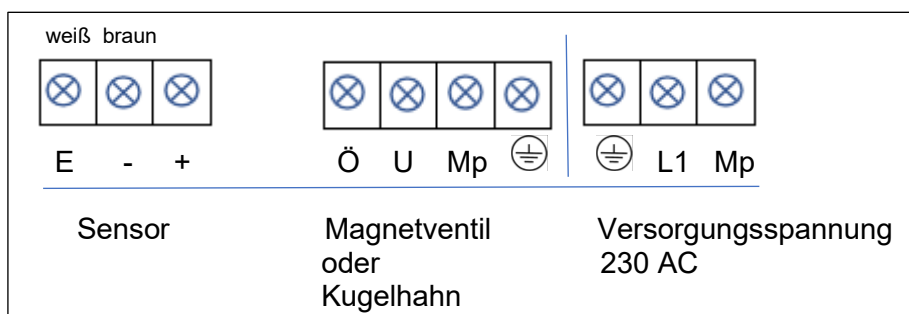 weiß braun
E - + Ö U Mp L1 Mp
Sensor Magnetventil oder Kugelhahn Versorgungsspannung 230 AC